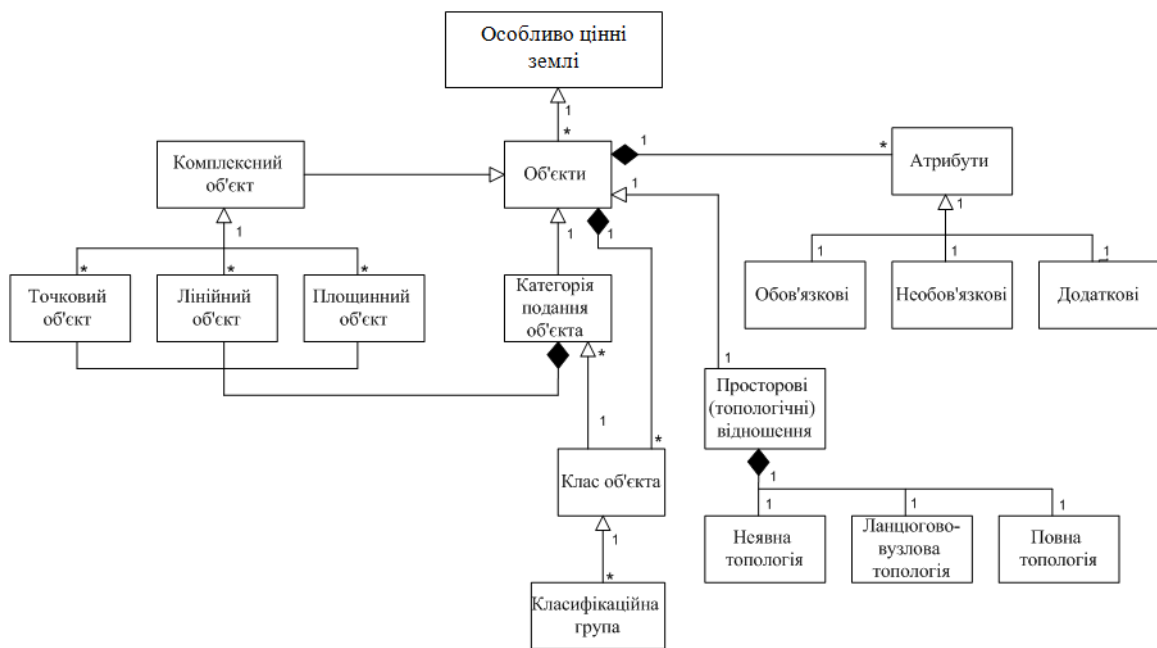 Особливо цінні
землі
1
*
Комплексний
об'єкт
Об'єкти
1
*
Атрибути
1
1
1
1
1
*
*
*
1
1
1
Точковий
об'єкт
Лінійний
об'єкт
Площинний
об'єкт
Категорія
подання
об'єкта
Обов'язкові
Необов'язкові
Додаткові
*
1
Просторові
(топологічні)
відношення
1
*
Клас об'єкта
1
1
1
1
1
*
Неявна
топологія
Ланцюгово-
вузлова
топологія
Повна
топологія
Класифікаційна
група